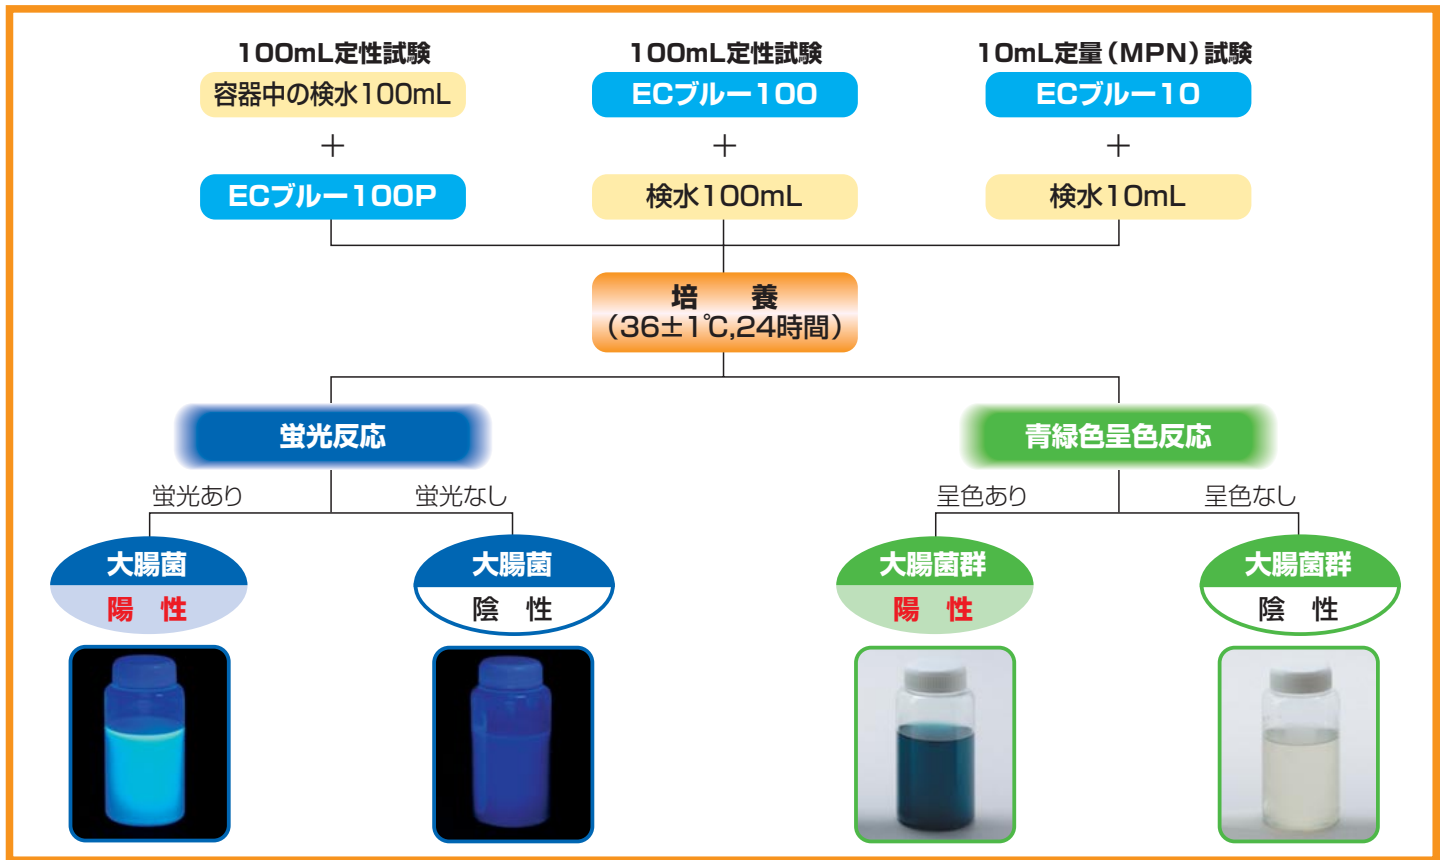 100mL定性試験
容器中の検水100mL
+
ECブルー100P
100mL定性試験
ECブルー100
+
検水100mL
10mL定量(MPN)試験
ECブルー10
+
検水10mL
培 養
(36±1℃,24時間)
蛍光反応
蛍光あり
蛍光なし
大腸菌
陽 性
大腸菌
陰 性
青緑色呈色反応
呈色あり
呈色なし
大腸菌群
陽 性
大腸菌群
陰 性